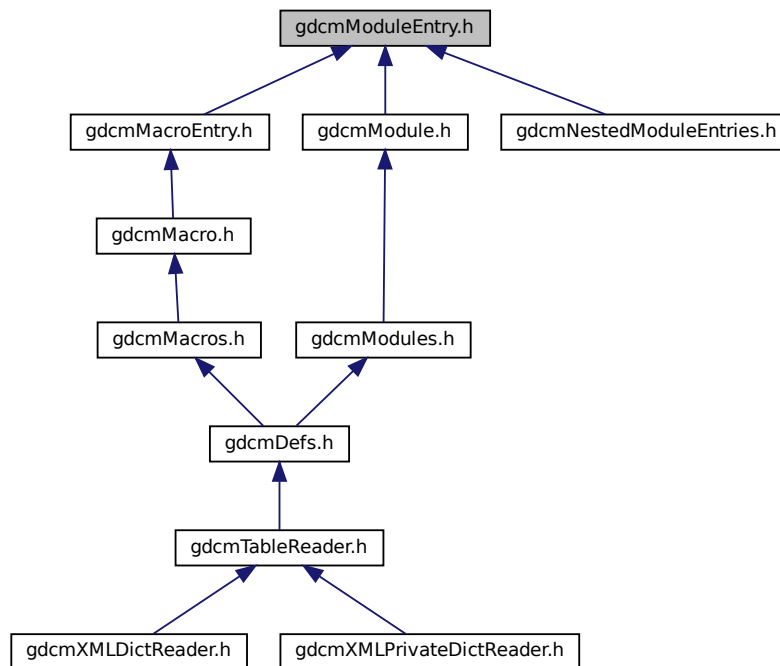 gdcmModuleEntry.h
gdcmMacroEntry.h
gdcmModule.h
gdcmNestedModuleEntries.h
gdcmMacro.h
gdcmMacros.h
gdcmModules.h
gdcmDefs.h
gdcmTableReader.h
gdcmXMLDictReader.h
gdcmXMLPrivateDictReader.h